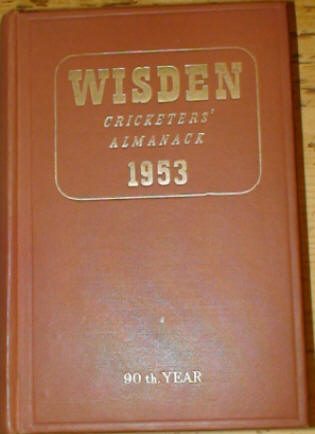 WISDEN
CRICKETERS'
ALMANACK
1953
90 th. YEAR